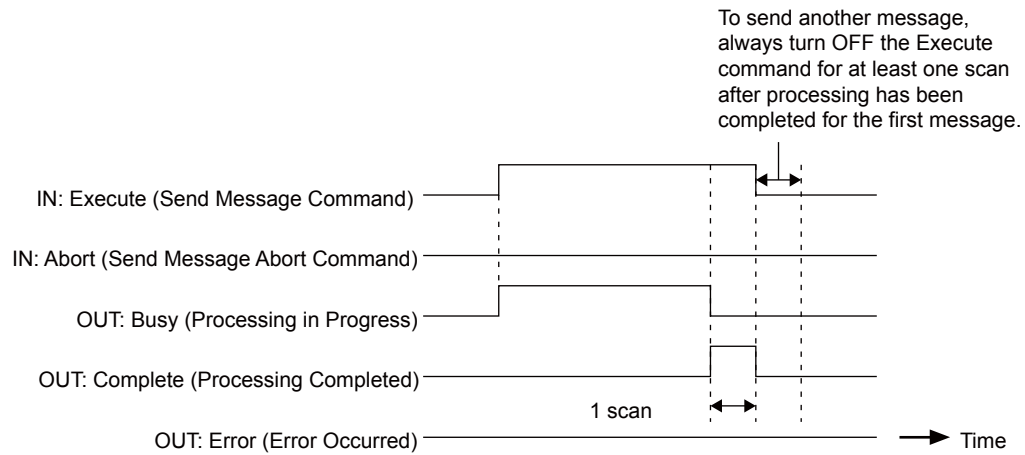 To send another message,
always turn OFF the Execute
command for at least one scan
after processing has been
completed for the first message.
IN: Execute (Send Message Command)
IN: Abort (Send Message Abort Command)
OUT: Busy (Processing in Progress)
OUT: Complete (Processing Completed)
1 scan
OUT: Error (Error Occurred)
Time